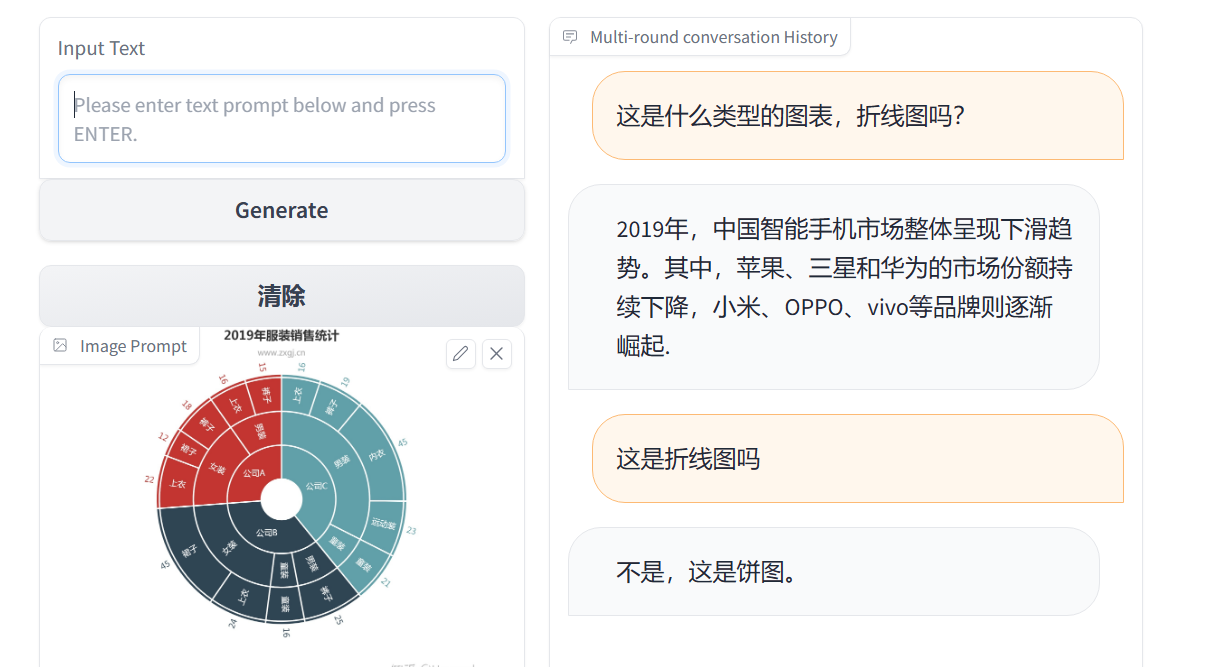 Input Text
Please enter text prompt below and press
ENTER.
Generate
清除
Image Prompt
2019年服装销售统计
www.zxgj.cn
15
16
16
19
18
45
12
22
23
21
45
24
16
25
裤子
上衣
上衣
裤子
裤子
裙子
上衣
男装
女装
公司A
公司C
男装
内衣
运动装
童装
童装
公司B
女装
童装
男装
裙子
上衣
童装
裤子
Multi-round conversation History
这是什么类型的图表，折线图吗？
2019年，中国智能手机市场整体呈现下滑趋
势。其中，苹果、三星和华为的市场份额持
续下降，小米、OPPO、vivo等品牌则逐渐
崛起.
这是折线图吗
不是，这是饼图。